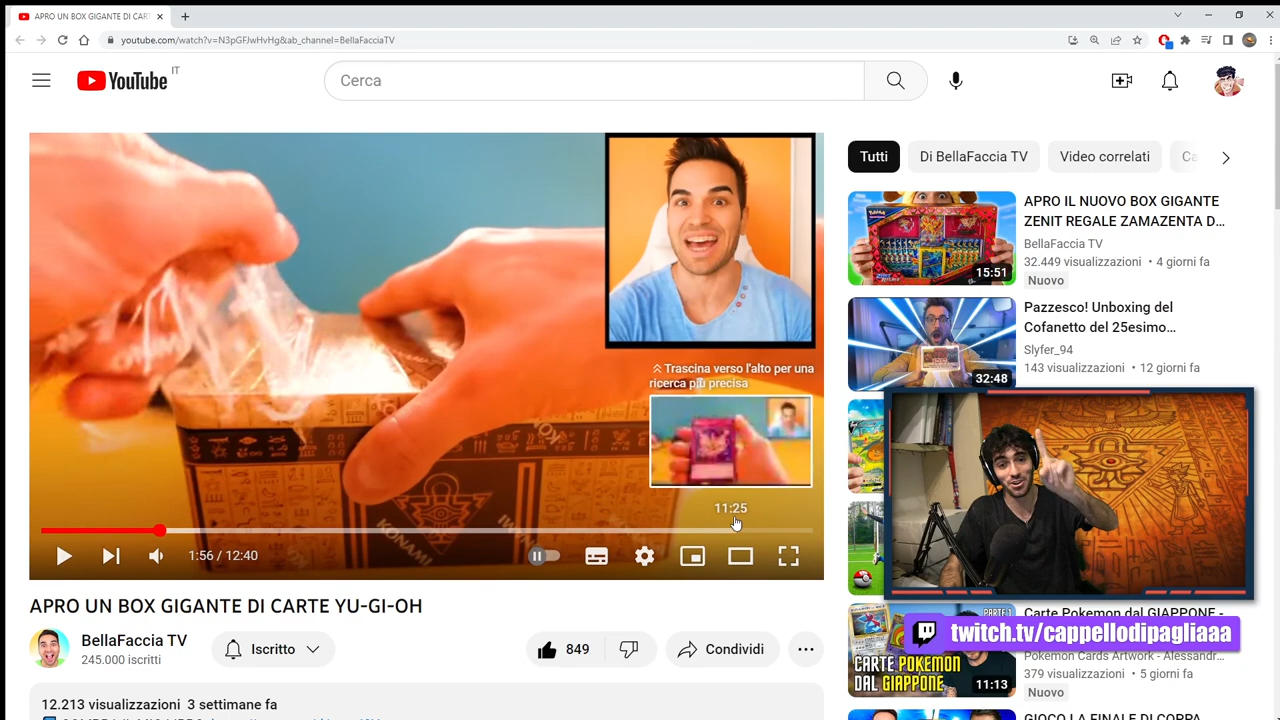 APRO UN BOX GIGANTE DI CART
youtube.com/watch?v=N3pGFJwHvHg&ab_channel=BellaFacciaTV
YouTube IT
Cerca
Tutti
Di BellaFaccia TV
Video correlati
Ca
Trascina verso l'alto per una
ricerca più precisa
11:25
KONAMI
1:56 / 12:40
APRO UN BOX GIGANTE DI CARTE YU-GI-OH
BellaFaccia TV
245.000 iscritti
Iscritto
849
Condividi
12.213 visualizzazioni 3 settimane fa
APRO IL NUOVO BOX GIGANTE
ZENIT REGALE ZAMAZENTA D...
BellaFaccia TV
32.449 visualizzazioni • 4 giorni fa
Nuovo
15:51
Pazzesco! Unboxing del
Cofanetto del 25esimo...
Slyfer_94
143 visualizzazioni • 12 giorni fa
32:48
Carte Pokemon dal GIAPPONE -
twitch.tv/cappellodipagliaaa
Pokemon Cards Artwork - Alessandr...
379 visualizzazioni • 5 giorni fa
Nuovo
PARTE 1
CARTE POKEMON
DAL GIAPPONE
11:13
GIOCO LA FINALE DI COPPA